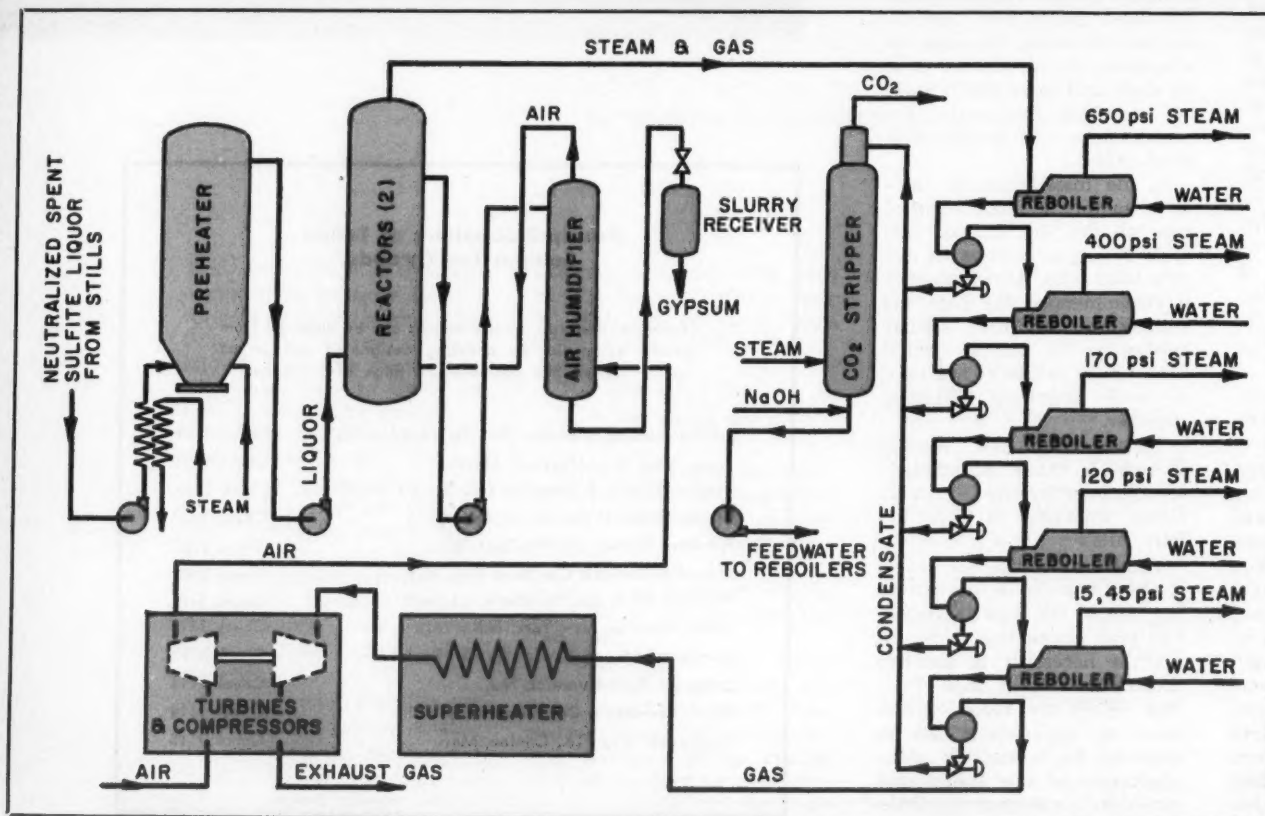 STEAM & GAS
CO2
AIR
650 psi STEAM
PREHEATER
REACTORS (2)
AIR HUMIDIFIER
SLURRY
RECEIVER
GYPSUM
CO2 STRIPPER
REBOILER
WATER
400 psi STEAM
REBOILER
WATER
NEUTRALIZED SPENT
SULFITE LIQUOR
FROM STILLS
STEAM
NaOH
170 psi STEAM
REBOILER
WATER
LIQUOR
STEAM
120 psi STEAM
FEEDWATER
TO REBOILERS
REBOILER
WATER
AIR
CONDENSATE
15, 45 psi STEAM
REBOILER
WATER
TURBINES
& COMPRESSORS
SUPERHEATER
AIR
EXHAUST GAS
GAS